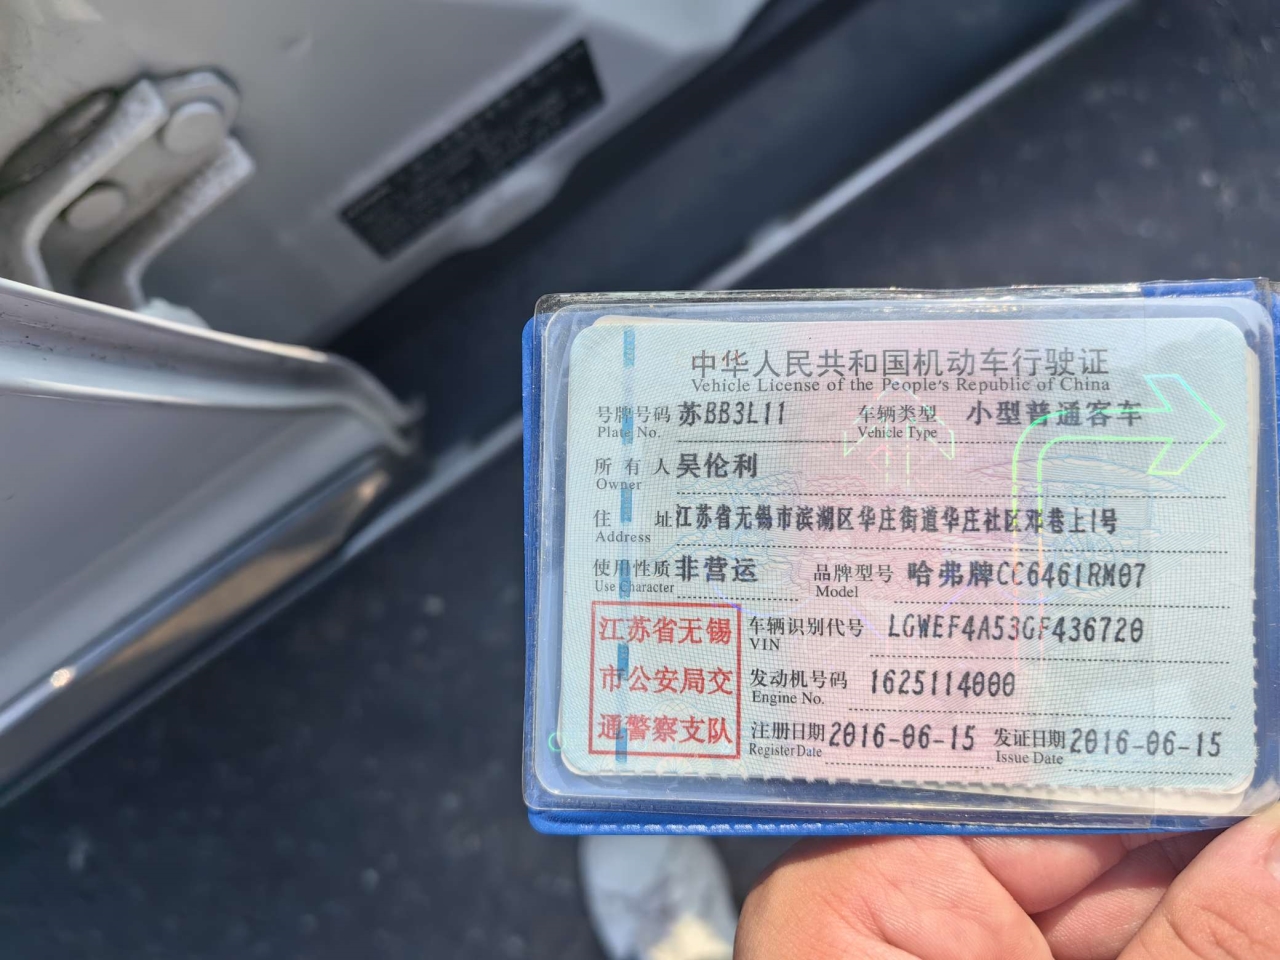 中华人民共和国机动车行驶证
Vehicle License of the People's Republic of China
号牌号码 苏BB3L11 车辆类型 小型普通客车
Plate No. Vehicle Type
所有人 吴伦利
Owner
住址 江苏省无锡市滨湖区华庄街道华庄社区邓巷上1号
Address
使用性质 非营运 品牌型号 哈弗牌CC6461RM07
Use Character Model
江苏省无锡 车辆识别代号 LGWEF4A53GF436720
VIN
市公安局交 发动机号码 1625114000
Engine No.
通警察支队 注册日期 2016-06-15 发证日期 2016-06-15
Register Date Issue Date